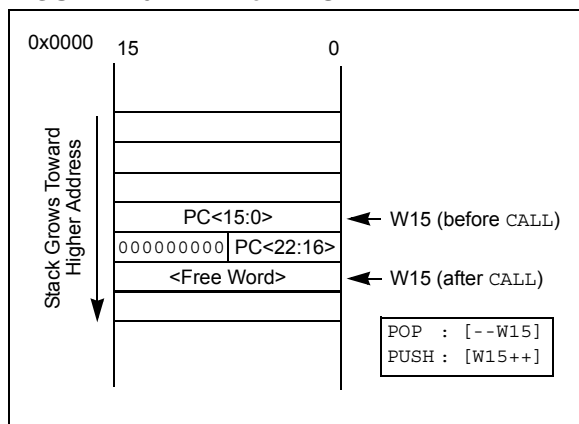 0x0000
15 0
Stack Grows Toward
Higher Address
PC<15:0>
W15 (before CALL)
000000000 PC<22:16>
<Free Word>
W15 (after CALL)
POP : [--W15]
PUSH : [W15++]